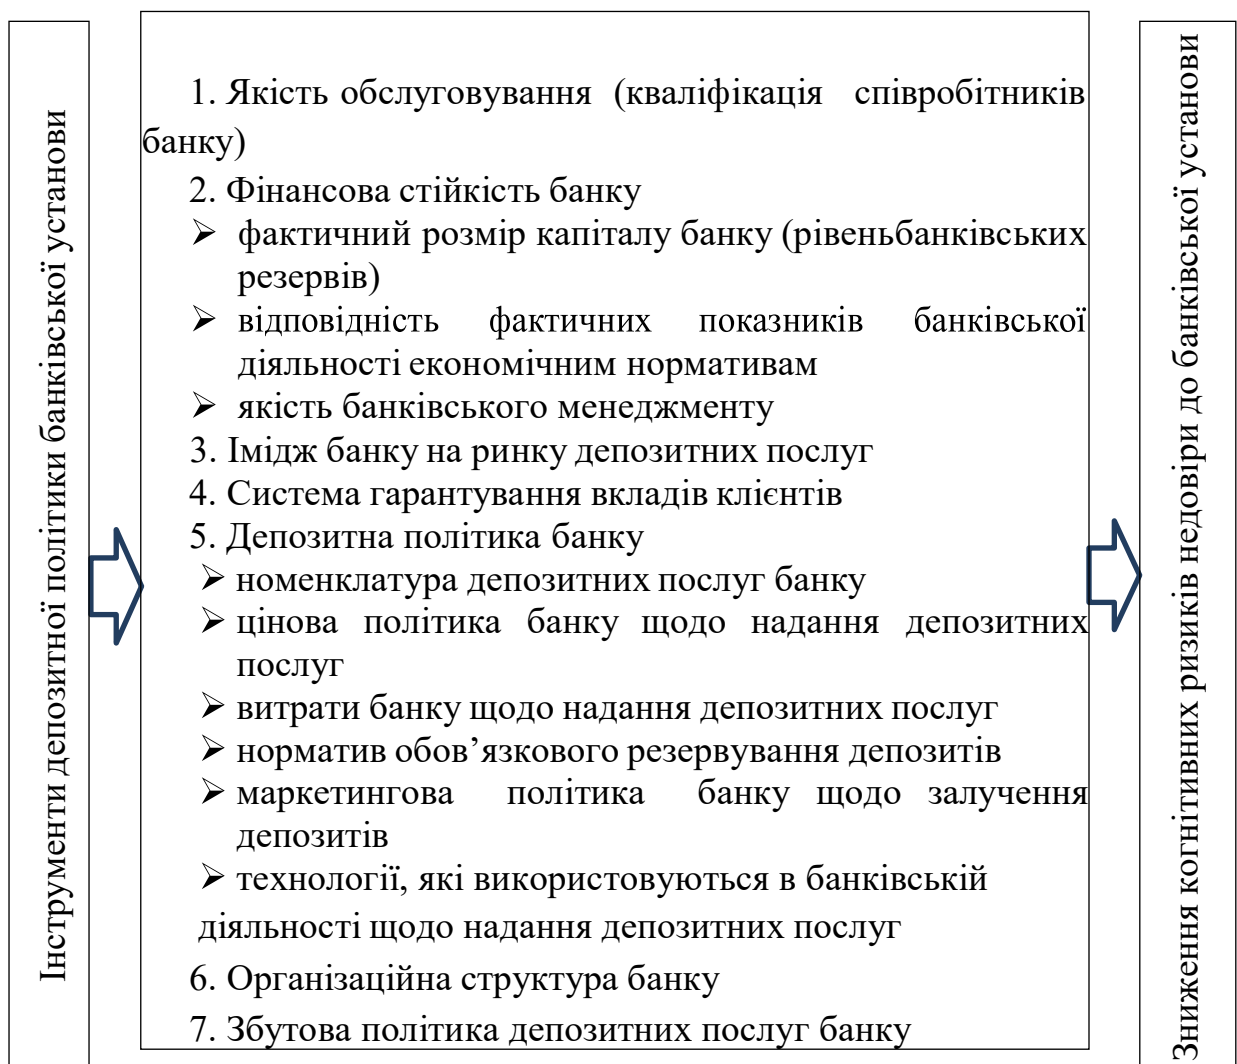 Інструменти депозитної політики банківської установи
1. Якість обслуговування (кваліфікація співробітників
банку)
2. Фінансова стійкість банку
➢ фактичний розмір капіталу банку (рівеньбанківських
резервів)
➢ відповідність фактичних показників банківської
діяльності економічним нормативам
➢ якість банківського менеджменту
3. Імідж банку на ринку депозитних послуг
4. Система гарантування вкладів клієнтів
5. Депозитна політика банку
➢ номенклатура депозитних послуг банку
➢ цінова політика банку щодо надання депозитних
послуг
➢ витрати банку щодо надання депозитних послуг
➢ норматив обов’язкового резервування депозитів
➢ маркетингова політика банку щодо залучення
депозитів
➢ технології, які використовуються в банківській
діяльності щодо надання депозитних послуг
6. Організаційна структура банку
7. Збутова політика депозитних послуг банку
Зниження когнітивних ризиків недовіри до банківської установи